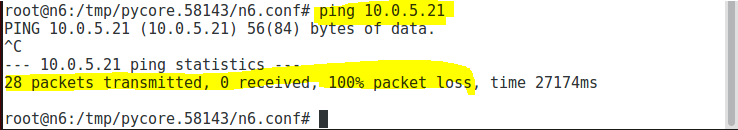 root@n6:/tmp/pycore.58143/n6.conf# ping 10.0.5.21
PING 10.0.5.21 (10.0.5.21) 56(84) bytes of data.
^C
--- 10.0.5.21 ping statistics ---
28 packets transmitted, 0 received, 100% packet loss, time 27174ms
root@n6:/tmp/pycore.58143/n6.conf#